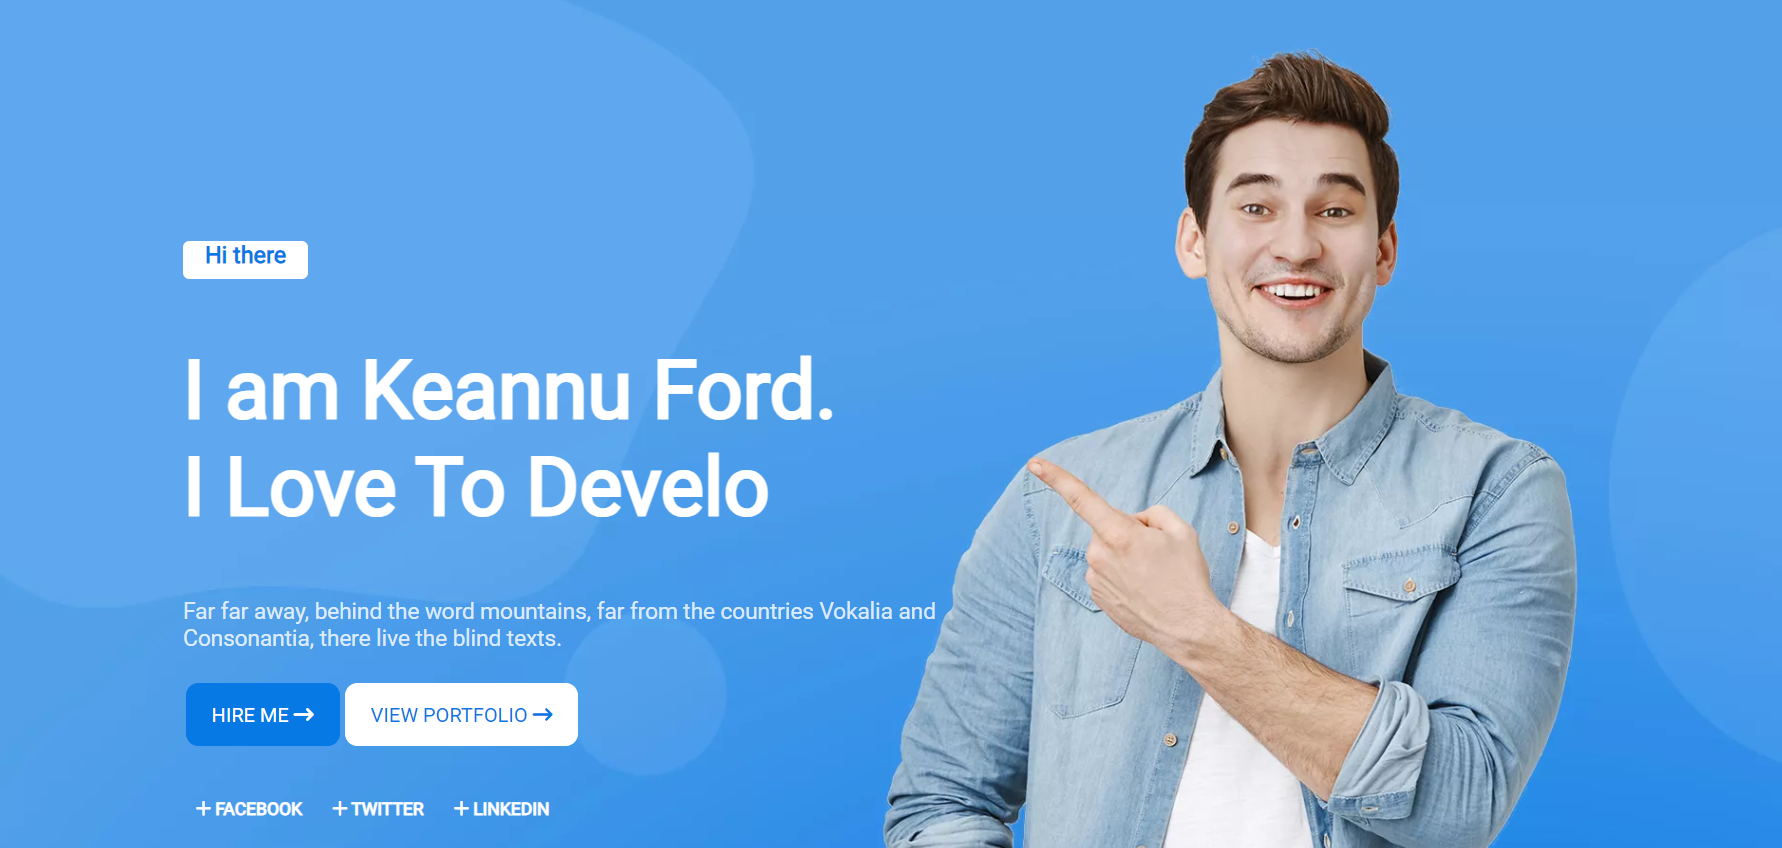 Hi there
I am Keannu Ford.
I Love To Develo
Far far away, behind the word mountains, far from the countries Vokalia and
Consonantia, there live the blind texts.
HIRE ME
VIEW PORTFOLIO
FACEBOOK
TWITTER
LINKEDIN